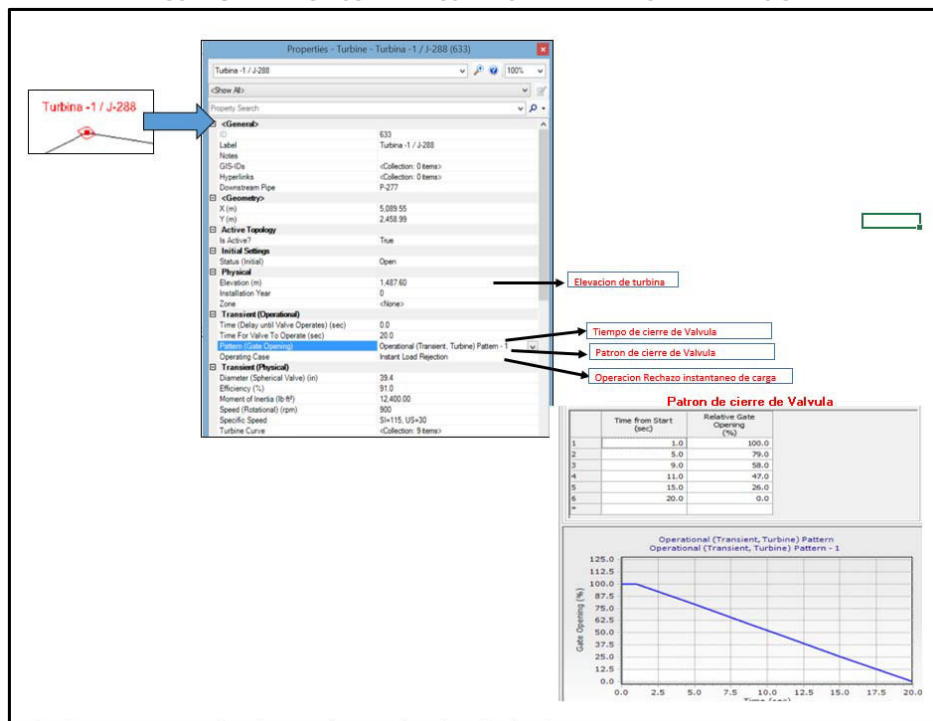 Properties - Turbine - Turbina -1 / J-288 (633)
Turbina -1 / J-288
100%
<Show All>
Property Search
Turbina -1 / J-288
<General>
ID 633
Label Turbina -1 / J-288
Notes
GIS-IDs <Collection: 0 items>
Hyperlinks <Collection: 0 items>
Downstream Pipe P-277
<Geometry>
X (m) 5,089.55
Y (m) 2,458.99
Active Topology
Is Active? True
Initial Settings
Status (Initial) Open
Physical
Elevation (m) 1,487.60
Elevacion de turbina
Installation Year 0
Zone <None>
Transient (Operational)
Time (Delay until Valve Operates) (sec) 0.0
Time For Valve To Operate (sec) 20.0
Tiempo de cierre de Valvula
Pattern (Gate Opening) Operational (Transient, Turbine) Pattern - 1
Patron de cierre de Valvula
Operating Case Instant Load Rejection
Operacion Rechazo instantaneo de carga
Transient (Physical)
Diameter (Spherical Valve) (in) 39.4
Efficiency (%) 91.0
Moment of Inertia (lb·ft²) 12,400.00
Speed (Rotational) (rpm) 900
Specific Speed SI=115, US=30
Turbine Curve <Collection: 9 items>
Patron de cierre de Valvula
Time from Start (sec) Relative Gate Opening (%)
1 1.0 100.0
2 5.0 79.0
3 9.0 58.0
4 11.0 47.0
5 15.0 26.0
6 20.0 0.0
*
Operational (Transient, Turbine) Pattern
Operational (Transient, Turbine) Pattern - 1
Gate Opening (%)
125.0
112.5
100.0
87.5
75.0
62.5
50.0
37.5
25.0
12.5
0.0
0.0 2.5 5.0 7.5 10.0 12.5 15.0 17.5 20.0
Time (sec)